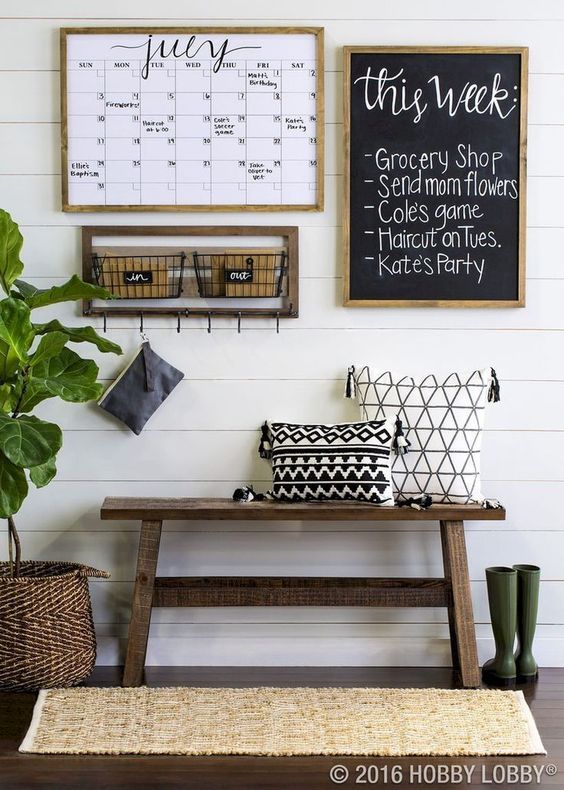 july
SUN MON TUE WED THU FRI SAT
1 2
Matt's Birthday
3 4 5 6 7 8 9
Fireworks!
10 11 12 13 14 15 16
Haircut at 6:00
Cole's soccer game
Kate's Party
17 18 19 20 21 22 23
24 25 26 27 28 29 30
Ellie's Baptism
Take Oliver to vet
31
this week:
- Grocery Shop
- Send mom flowers
- Cole's game
- Haircut on Tues.
- Kate's Party
in
out
© 2016 HOBBY LOBBY®